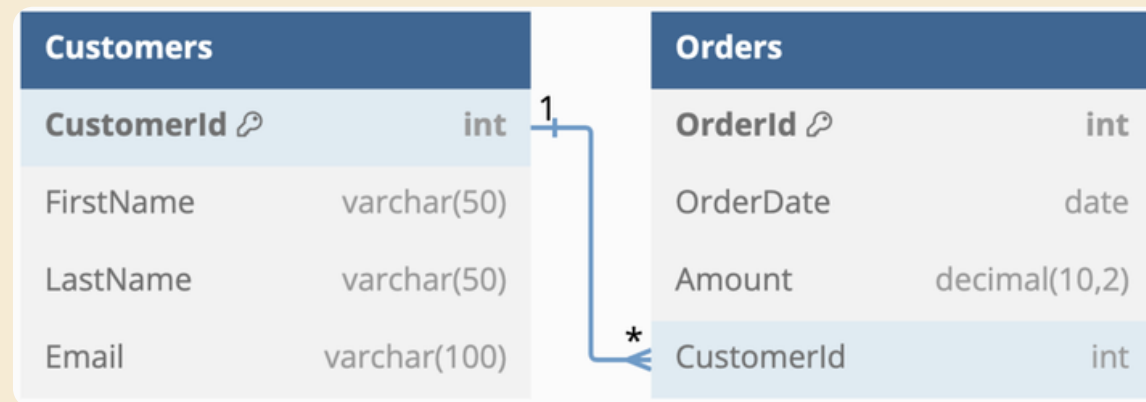 Customers
CustomerId int
FirstName varchar(50)
LastName varchar(50)
Email varchar(100)
1
*
Orders
OrderId int
OrderDate date
Amount decimal(10,2)
CustomerId int